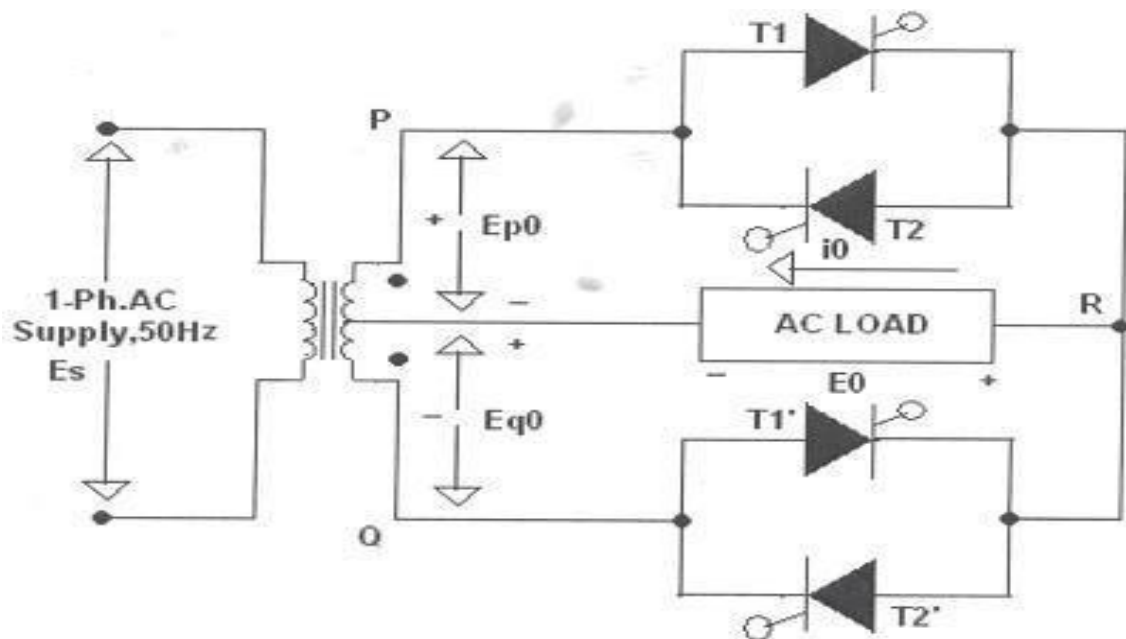 T1
P
+
Ep0
T2
i0
1-Ph.AC
Supply,50Hz
Es
−
+
AC LOAD
R
−
E0
+
−
Eq0
T1'
Q
T2'